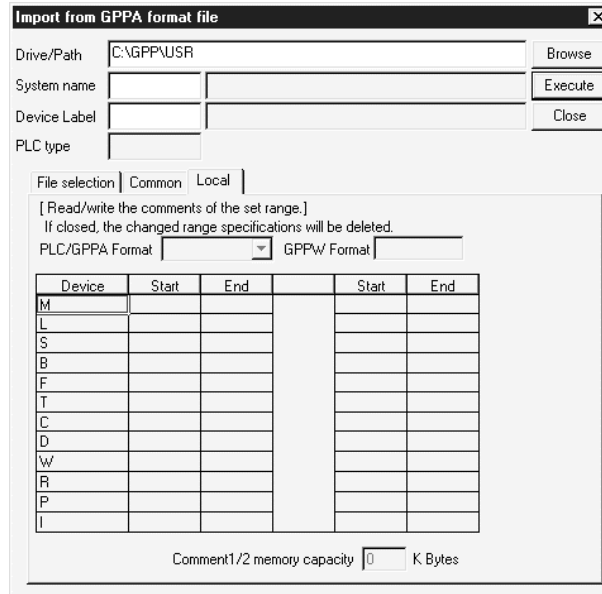 Import from GPPA format file
Drive/Path C:\GPP\USR Browse
System name Execute
Device Label Close
PLC type
File selection Common Local
[ Read/write the comments of the set range.]
If closed, the changed range specifications will be deleted.
PLC/GPPA Format GPPW Format
Device Start End Start End
M
L
S
B
F
T
C
D
W
R
P
I
Comment1/2 memory capacity 0 K Bytes